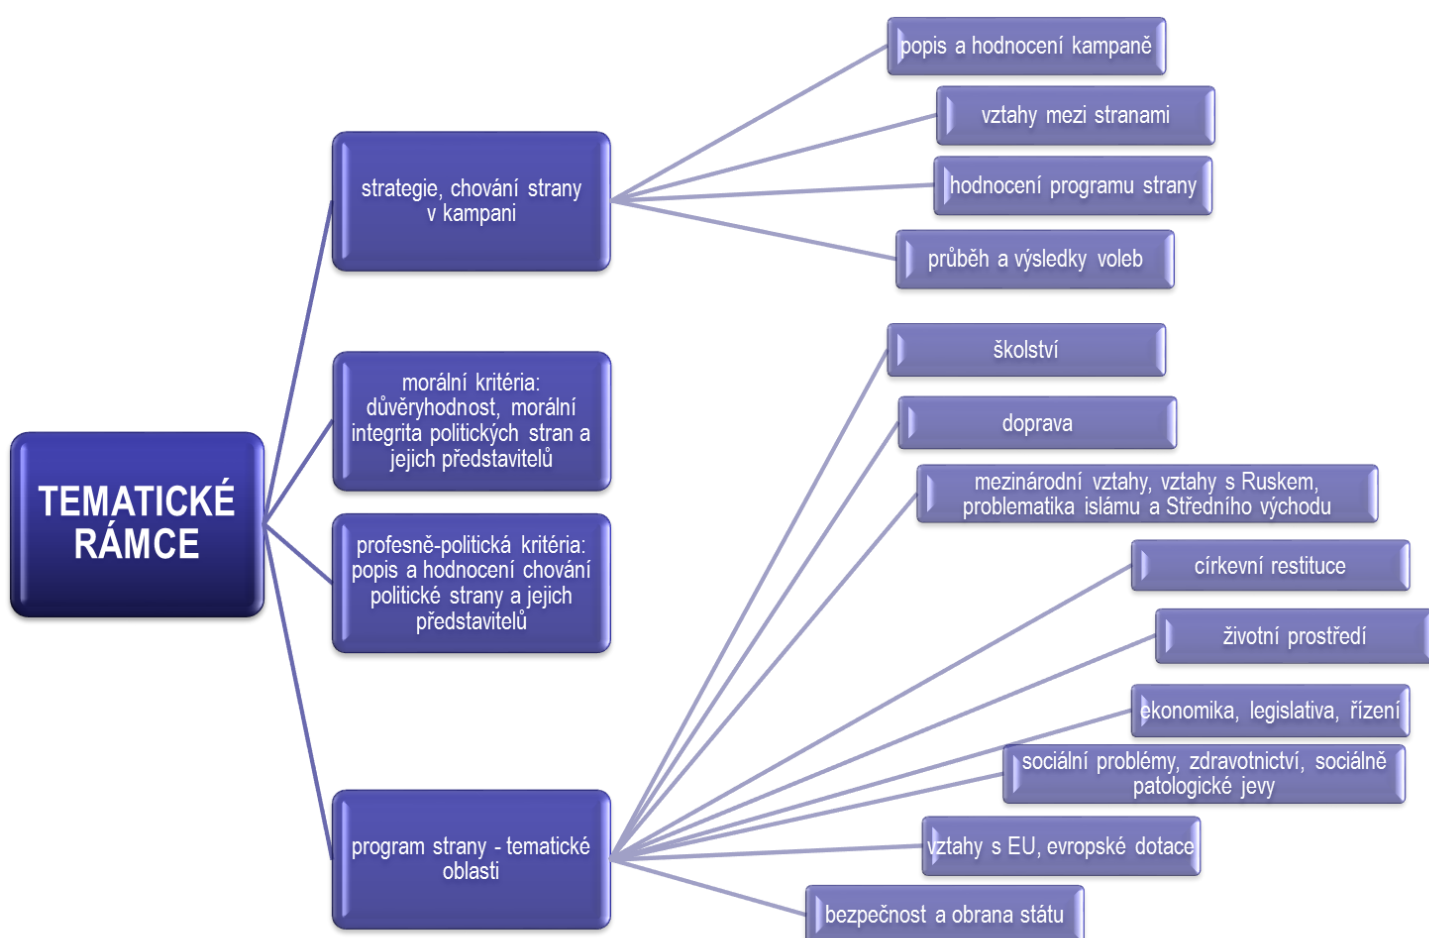 TEMATICKÉ
RÁMCE
strategie, chování strany
v kampani
popis a hodnocení kampaně
vztahy mezi stranami
hodnocení programu strany
průběh a výsledky voleb
morální kritéria:
důvěryhodnost, morální
integrita politických stran a
jejich představitelů
profesně-politická kritéria:
popis a hodnocení chování
politické strany a jejich
představitelů
program strany - tematické
oblasti
školství
doprava
mezinárodní vztahy, vztahy s Ruskem,
problematika islámu a Středního východu
církevní restituce
životní prostředí
ekonomika, legislativa, řízení
sociální problémy, zdravotnictví, sociálně
patologické jevy
vztahy s EU, evropské dotace
bezpečnost a obrana státu